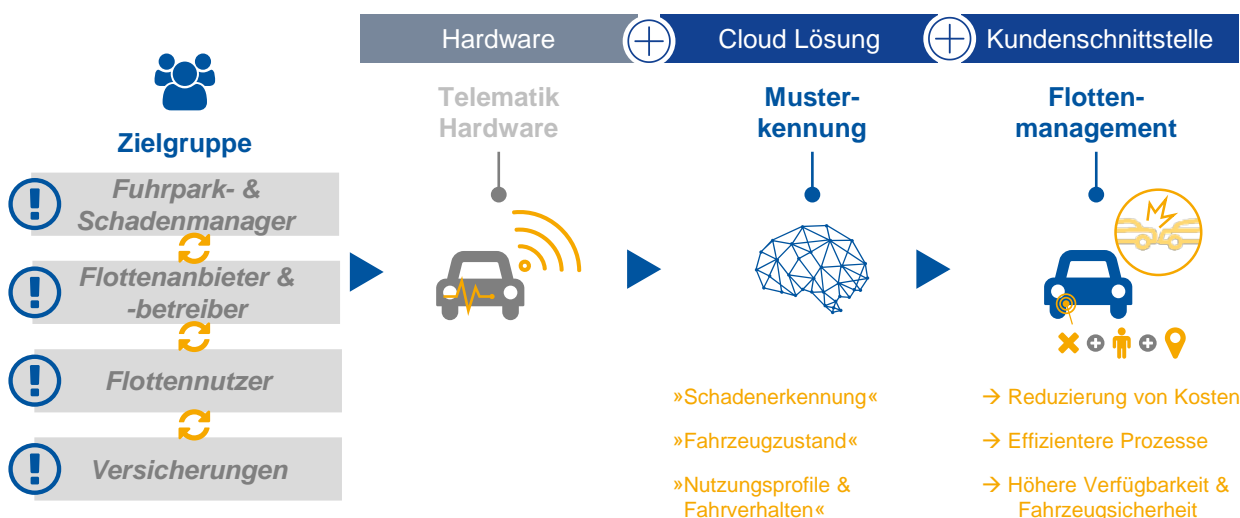 Hardware
Cloud Lösung
Kundenschnittstelle
Zielgruppe
Fuhrpark- &
Schadenmanager
Flottenanbieter &
-betreiber
Flottennutzer
Versicherungen
Telematik
Hardware
Muster-
kennung
»Schadenerkennung«
»Fahrzeugzustand«
»Nutzungsprofile &
Fahrverhalten«
Flotten-
management
→ Reduzierung von Kosten
→ Effizientere Prozesse
→ Höhere Verfügbarkeit &
Fahrzeugsicherheit